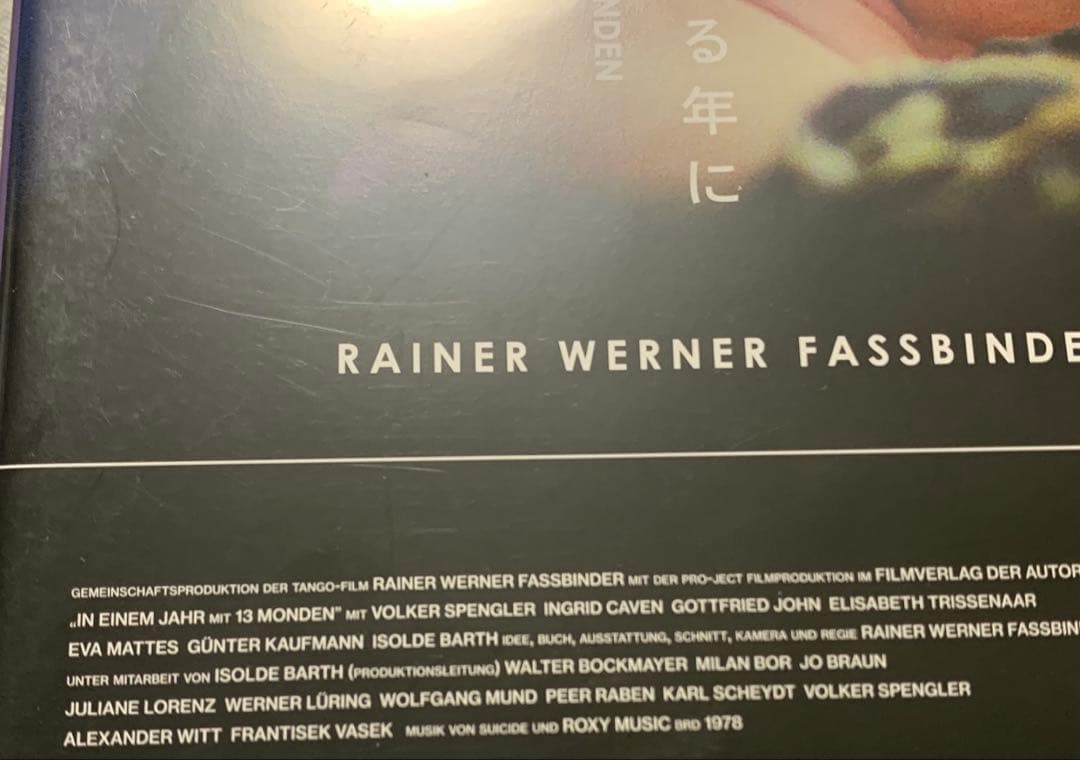 る年に
NDEN
RAINER WERNER FASSBINDE
GEMEINSCHAFTSPRODUKTION DER TANGO-FILM RAINER WERNER FASSBINDER MIT DER PRO-JECT FILMPRODUKTION IM FILMVERLAG DER AUTOR
„IN EINEM JAHR MIT 13 MONDEN" MIT VOLKER SPENGLER INGRID CAVEN GOTTFRIED JOHN ELISABETH TRISSENAAR
EVA MATTES GÜNTER KAUFMANN ISOLDE BARTH IDEE, BUCH, AUSSTATTUNG, SCHNITT, KAMERA UND REGIE RAINER WERNER FASSBIN
UNTER MITARBEIT VON ISOLDE BARTH (PRODUKTIONSLEITUNG) WALTER BOCKMAYER MILAN BOR JO BRAUN
JULIANE LORENZ WERNER LÜRING WOLFGANG MUND PEER RABEN KARL SCHEYDT VOLKER SPENGLER
ALEXANDER WITT FRANTISEK VASEK MUSIK VON SUICIDE UND ROXY MUSIC BRD 1978